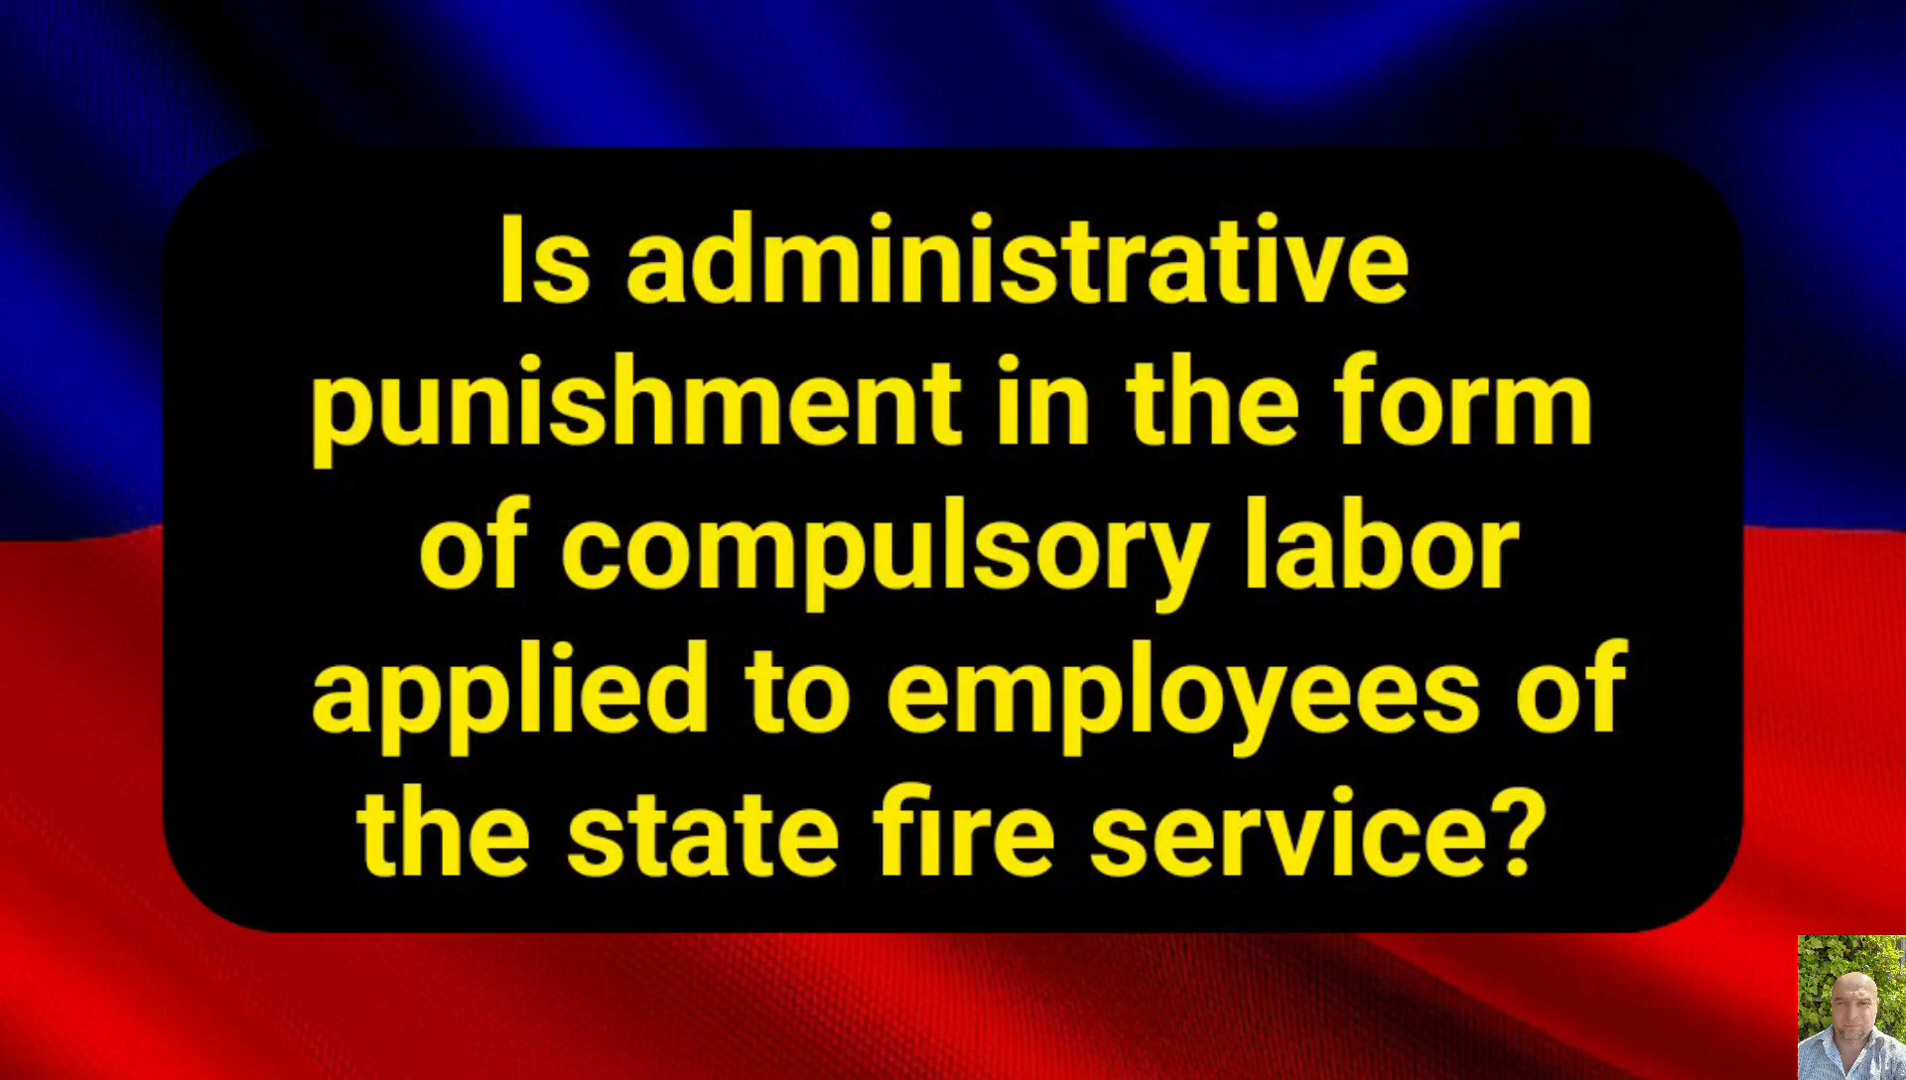 Is administrative
punishment in the form
of compulsory labor
applied to employees of
the state fire service?